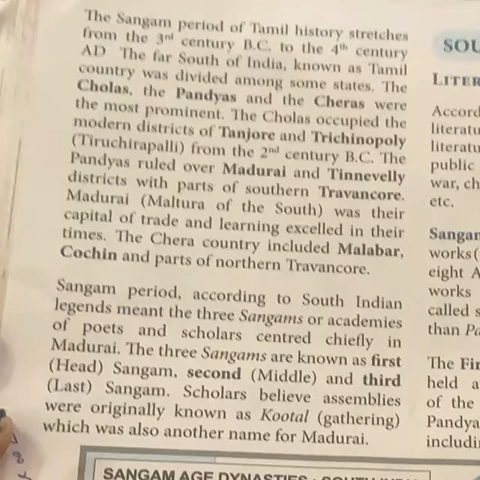 The Sangam period of Tamil history stretches
from the 3rd century B.C. to the 4th century
AD The far South of India, known as Tamil
country was divided among some states. The
Cholas, the Pandyas and the Cheras were
the most prominent. The Cholas occupied the
modern districts of Tanjore and Trichinopoly
(Tiruchirapalli) from the 2nd century B.C. The
Pandyas ruled over Madurai and Tinnevelly
districts with parts of southern Travancore.
Madurai (Maltura of the South) was their
capital of trade and learning excelled in their
times. The Chera country included Malabar,
Cochin and parts of northern Travancore.
Sangam period, according to South Indian
legends meant the three Sangams or academies
of poets and scholars centred chiefly in
Madurai. The three Sangams are known as first
(Head) Sangam, second (Middle) and third
(Last) Sangam. Scholars believe assemblies
were originally known as Kootal (gathering)
which was also another name for Madurai.
SANGAM AGE DYNASTIES
SOU
LITER
Accord
literatu
literatu
public
war, ch
etc.
Sangam
works (
eight A
works
called s
than Pa
The Fir
held a
of the
Pandya
includi